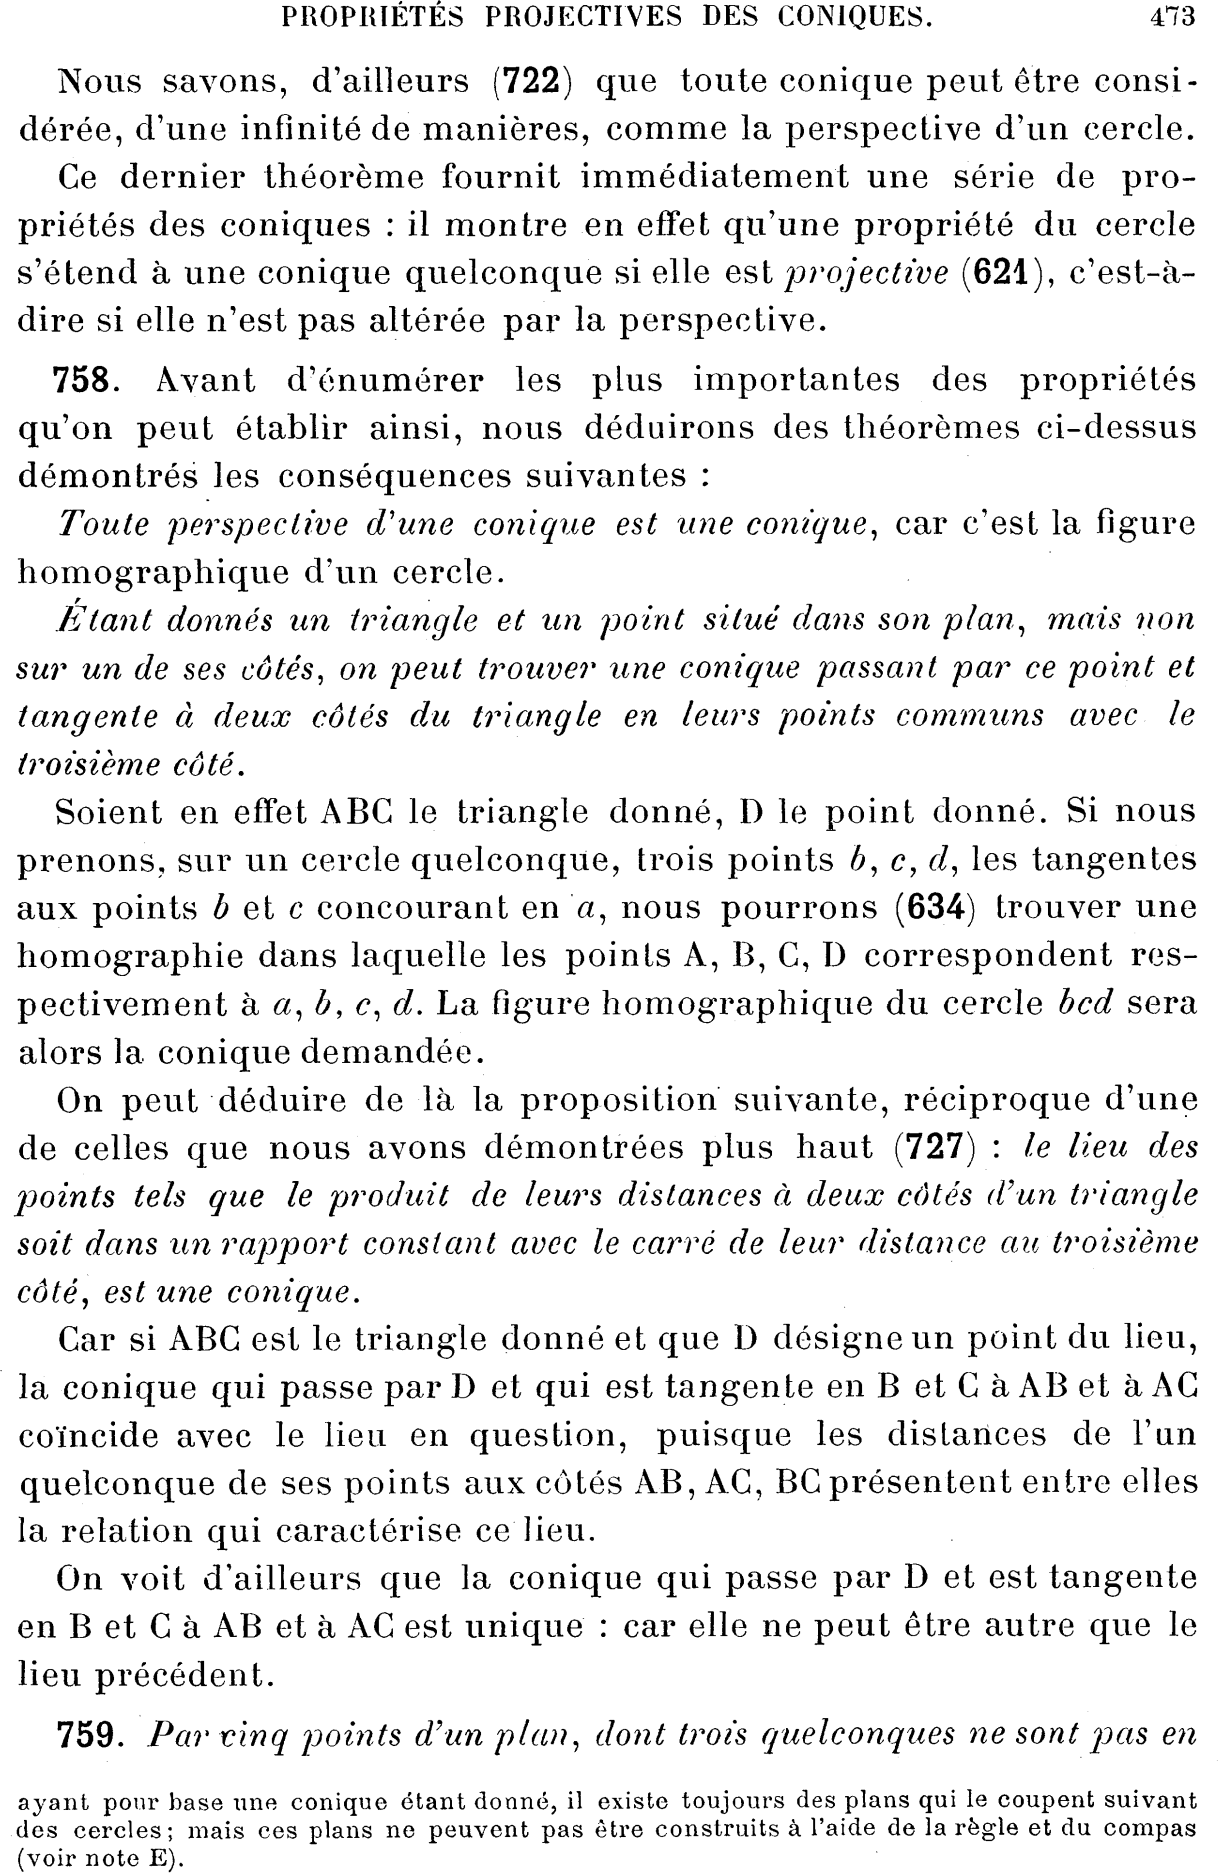 PROPRIÉTÉS PROJECTIVES DES CONIQUES. 473
Nous savons, d'ailleurs (722) que toute conique peut être consi-
dérée, d'une infinité de manières, comme la perspective d'un cercle.
Ce dernier théorème fournit immédiatement une série de pro-
priétés des coniques : il montre en effet qu'une propriété du cercle
s'étend à une conique quelconque si elle est projective (621), c'est-à-
dire si elle n'est pas altérée par la perspective.
758. Avant d'énumérer les plus importantes des propriétés
qu'on peut établir ainsi, nous déduirons des théorèmes ci-dessus
démontrés les conséquences suivantes :
Toute perspective d'une conique est une conique, car c'est la figure
homographique d'un cercle.
Étant donnés un triangle et un point situé dans son plan, mais non
sur un de ses côtés, on peut trouver une conique passant par ce point et
tangente à deux côtés du triangle en leurs points communs avec le
troisième côté.
Soient en effet ABC le triangle donné, D le point donné. Si nous
prenons, sur un cercle quelconque, trois points b, c, d, les tangentes
aux points b et c concourant en a, nous pourrons (634) trouver une
homographie dans laquelle les points A, B, C, D correspondent res-
pectivement à a, b, c, d. La figure homographique du cercle bcd sera
alors la conique demandée.
On peut déduire de là la proposition suivante, réciproque d'une
de celles que nous avons démontrées plus haut (727) : le lieu des
points tels que le produit de leurs distances à deux côtés d'un triangle
soit dans un rapport constant avec le carré de leur distance au troisième
côté, est une conique.
Car si ABC est le triangle donné et que D désigne un point du lieu,
la conique qui passe par D et qui est tangente en B et C à AB et à AC
coïncide avec le lieu en question, puisque les distances de l'un
quelconque de ses points aux côtés AB, AC, BC présentent entre elles
la relation qui caractérise ce lieu.
On voit d'ailleurs que la conique qui passe par D et est tangente
en B et C à AB et à AC est unique : car elle ne peut être autre que le
lieu précédent.
759. Par cinq points d'un plan, dont trois quelconques ne sont pas en
ayant pour base une conique étant donné, il existe toujours des plans qui le coupent suivant
des cercles; mais ces plans ne peuvent pas être construits à l'aide de la règle et du compas
(voir note E).